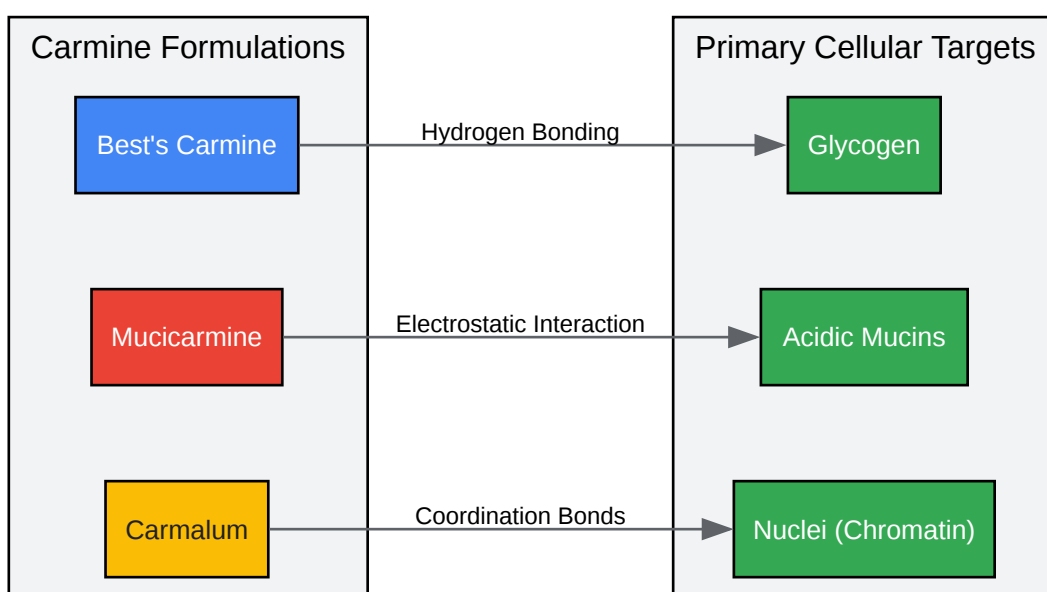 Carmine Formulations
Primary Cellular Targets
Best's Carmine
Hydrogen Bonding
Glycogen
Mucicarmine
Electrostatic Interaction
Acidic Mucins
Carmalum
Coordination Bonds
Nuclei (Chromatin)